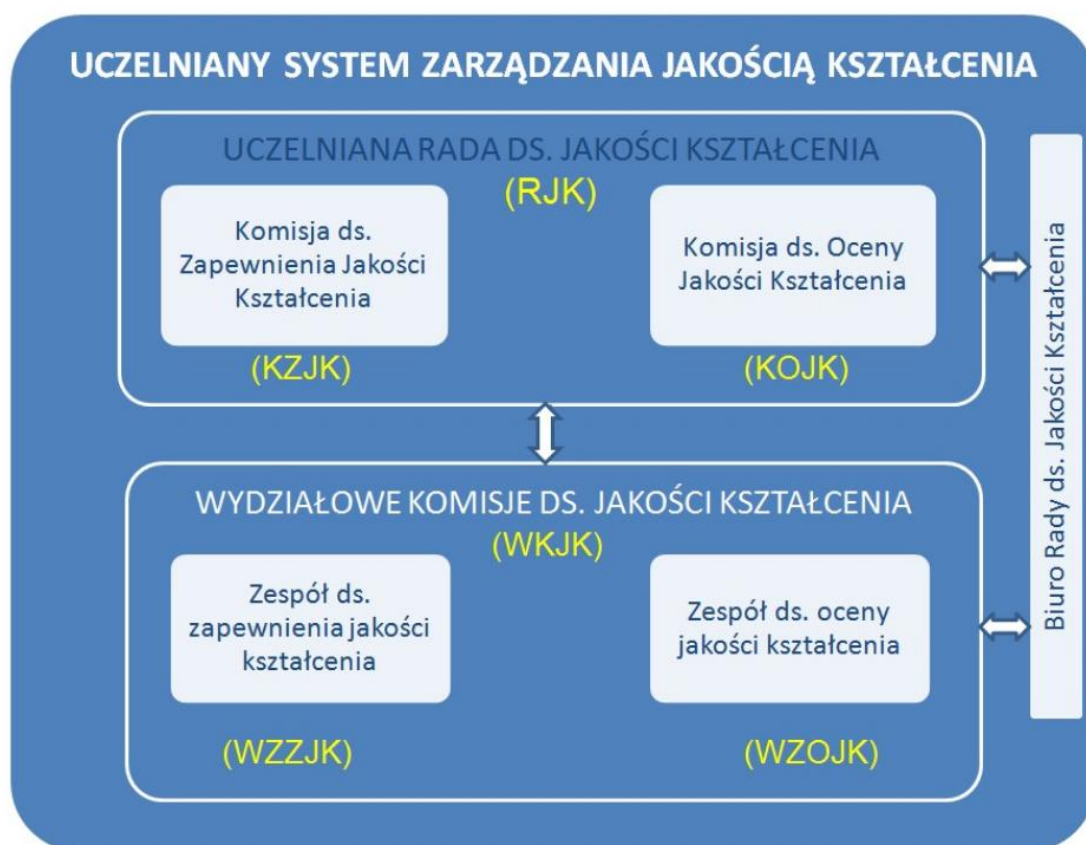 UCZELNIANY SYSTEM ZARZĄDZANIA JAKOŚCIĄ KSZTAŁCENIA
UCZELNIANA RADA DS. JAKOŚCI KSZTAŁCENIA
(RJK)
Komisja ds.
Zapewnienia Jakości
Kształcenia
(KZJK)
Komisja ds. Oceny
Jakości Kształcenia
(KOJK)
WYDZIAŁOWE KOMISJE DS. JAKOŚCI KSZTAŁCENIA
(WKJK)
Zespół ds.
zapewnienia jakości
kształcenia
(WZZJK)
Zespół ds. oceny
jakości kształcenia
(WZOJK)
Biuro Rady ds. Jakości Kształcenia